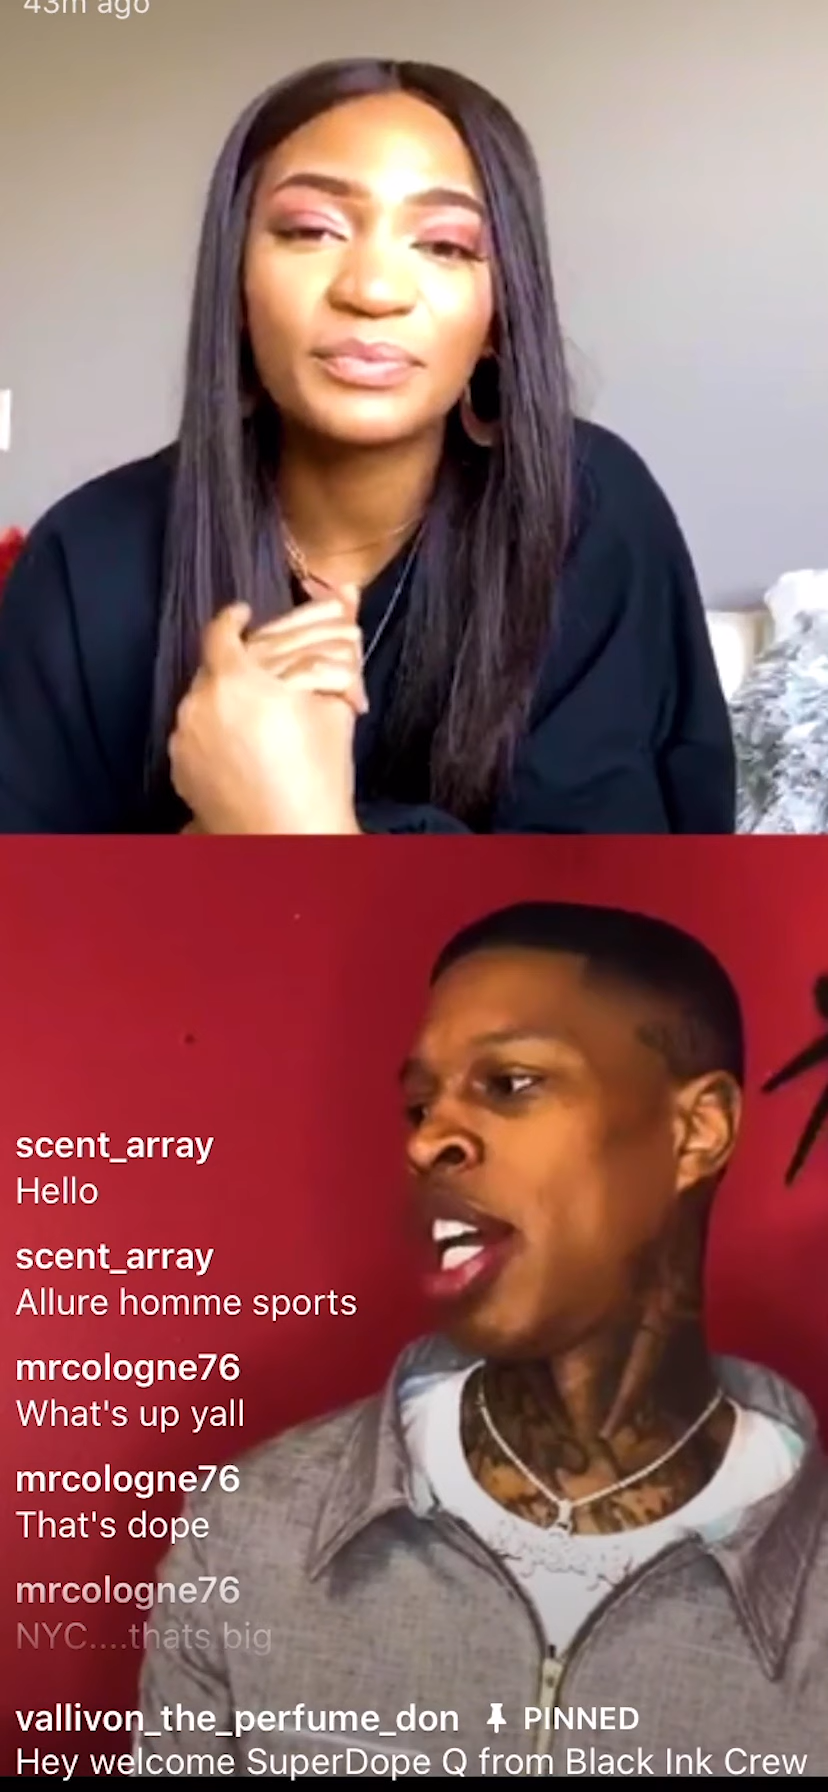 43m ago
scent_array
Hello
scent_array
Allure homme sports
mrcologne76
What's up yall
mrcologne76
That's dope
mrcologne76
NYC....thats big
vallivon_the_perfume_don PINNED
Hey welcome SuperDope Q from Black Ink Crew